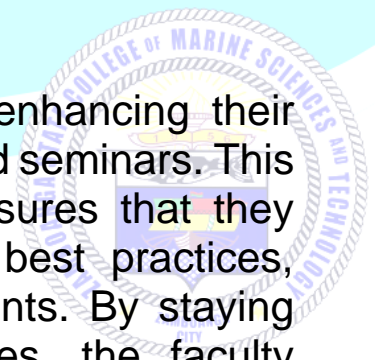 COLLEGE OF MARINE SCIENCES AND TECHNOLOGY
enhancing their
d seminars. This
sures that they
best practices,
nts. By staying
es, the faculty
CITY